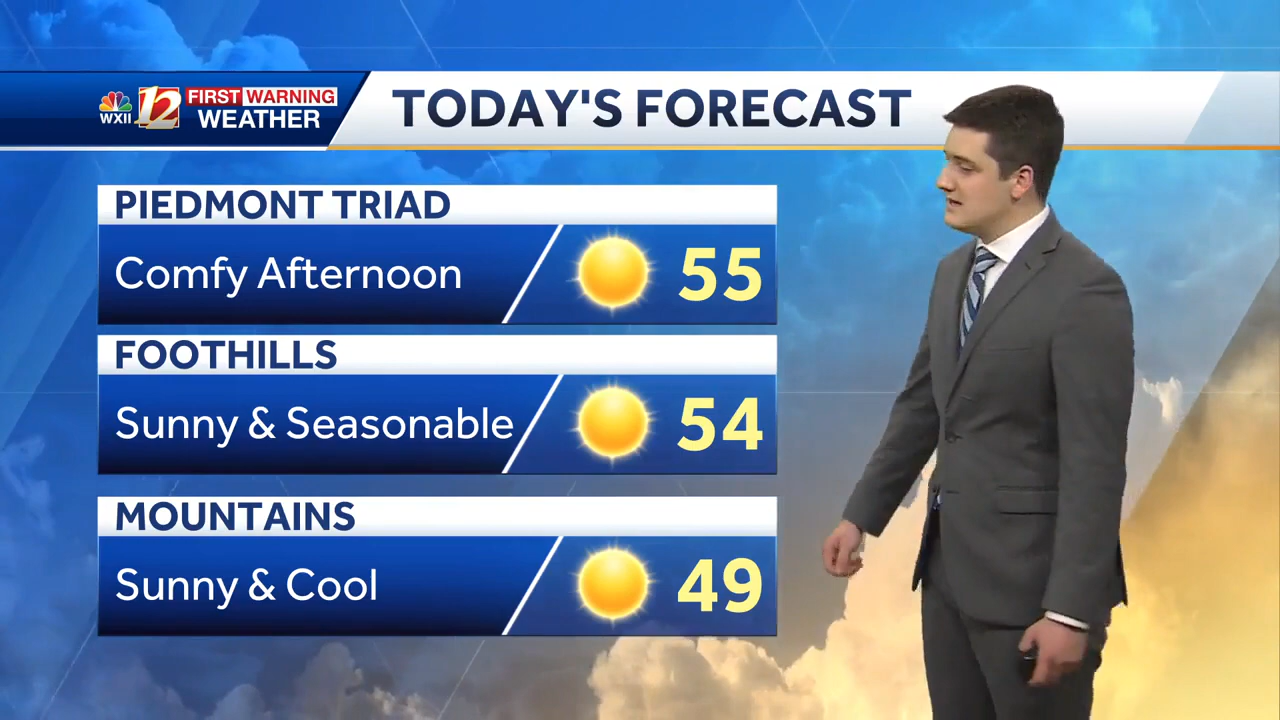 WXII 12 FIRST WARNING
WEATHER
TODAY'S FORECAST
PIEDMONT TRIAD
Comfy Afternoon 55
FOOTHILLS
Sunny & Seasonable 54
MOUNTAINS
Sunny & Cool 49